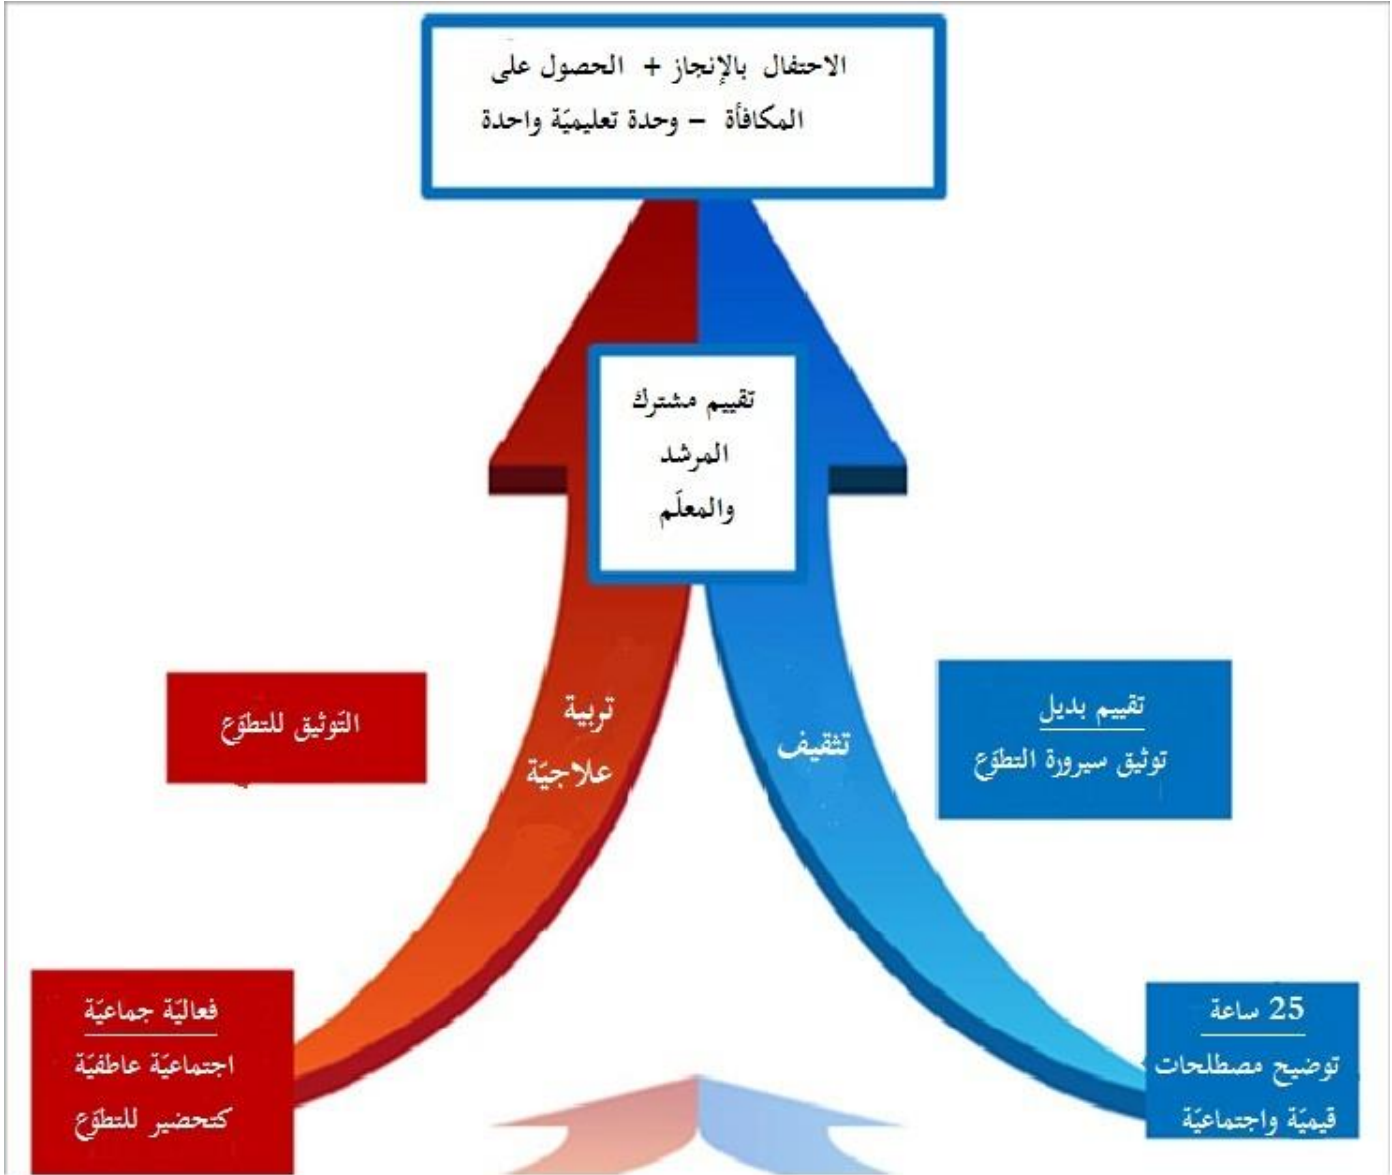 الاحتفال بالإنجاز + الحصول على
المكافأة – وحدة تعليميّة واحدة
تقييم مشترك
المرشد
والمعلّم
تقييم بديل
توثيق سيرورة التطوّع
التّوثيق للتطوّع
تثقيف
تربية
علاجيّة
25 ساعة
توضيح مصطلحات
قيميّة واجتماعيّة
فعاليّة جماعيّة
اجتماعيّة عاطفيّة
كتحضير للتطوّع